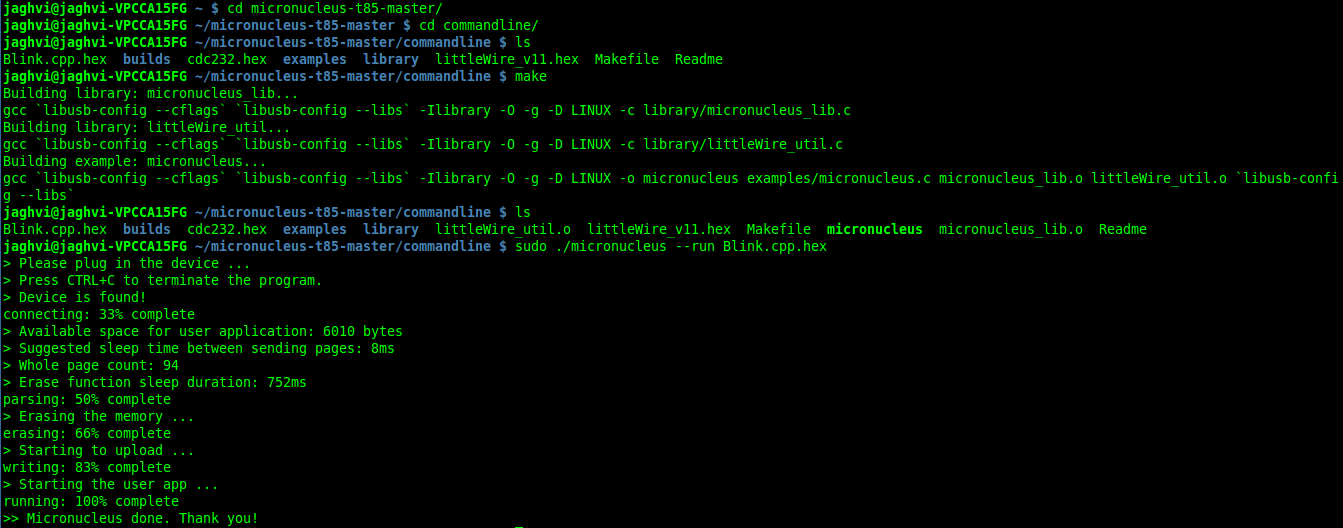 jaghvi@jaghvi-VPCCA15FG ~ $ cd micronucleus-t85-master/
jaghvi@jaghvi-VPCCA15FG ~/micronucleus-t85-master $ cd commandline/
jaghvi@jaghvi-VPCCA15FG ~/micronucleus-t85-master/commandline $ ls
Blink.cpp.hex  builds  cdc232.hex  examples  library  littleWire_v11.hex  Makefile  Readme
jaghvi@jaghvi-VPCCA15FG ~/micronucleus-t85-master/commandline $ make
Building library: micronucleus_lib...
gcc `libusb-config --cflags` `libusb-config --libs` -Ilibrary -O -g -D LINUX -c library/micronucleus_lib.c
Building library: littleWire_util...
gcc `libusb-config --cflags` `libusb-config --libs` -Ilibrary -O -g -D LINUX -c library/littleWire_util.c
Building example: micronucleus...
gcc `libusb-config --cflags` `libusb-config --libs` -Ilibrary -O -g -D LINUX -o micronucleus examples/micronucleus.c micronucleus_lib.o littleWire_util.o `libusb-confi
g --libs`
jaghvi@jaghvi-VPCCA15FG ~/micronucleus-t85-master/commandline $ ls
Blink.cpp.hex  builds  cdc232.hex  examples  library  littleWire_util.o  littleWire_v11.hex  Makefile  micronucleus  micronucleus_lib.o  Readme
jaghvi@jaghvi-VPCCA15FG ~/micronucleus-t85-master/commandline $ sudo ./micronucleus --run Blink.cpp.hex
> Please plug in the device ...
> Press CTRL+C to terminate the program.
> Device is found!
connecting: 33% complete
> Available space for user application: 6010 bytes
> Suggested sleep time between sending pages: 8ms
> Whole page count: 94
> Erase function sleep duration: 752ms
parsing: 50% complete
> Erasing the memory ...
erasing: 66% complete
> Starting to upload ...
writing: 83% complete
> Starting the user app ...
running: 100% complete
>> Micronucleus done. Thank you!